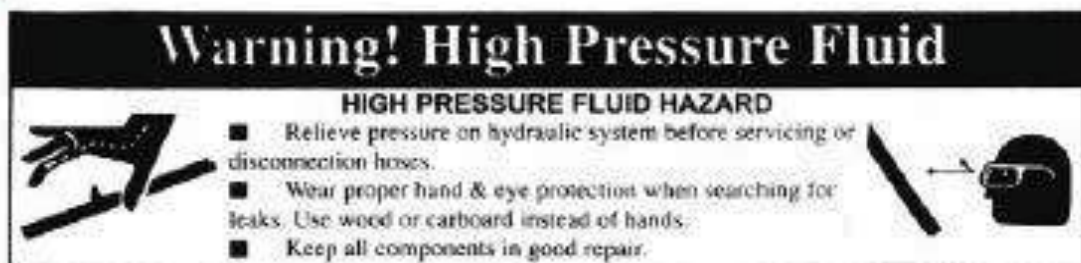 Warning! High Pressure Fluid
HIGH PRESSURE FLUID HAZARD
■ Relieve pressure on hydraulic system before servicing or
disconnection hoses.
■ Wear proper hand & eye protection when searching for
leaks. Use wood or carboard instead of hands.
■ Keep all components in good repair.